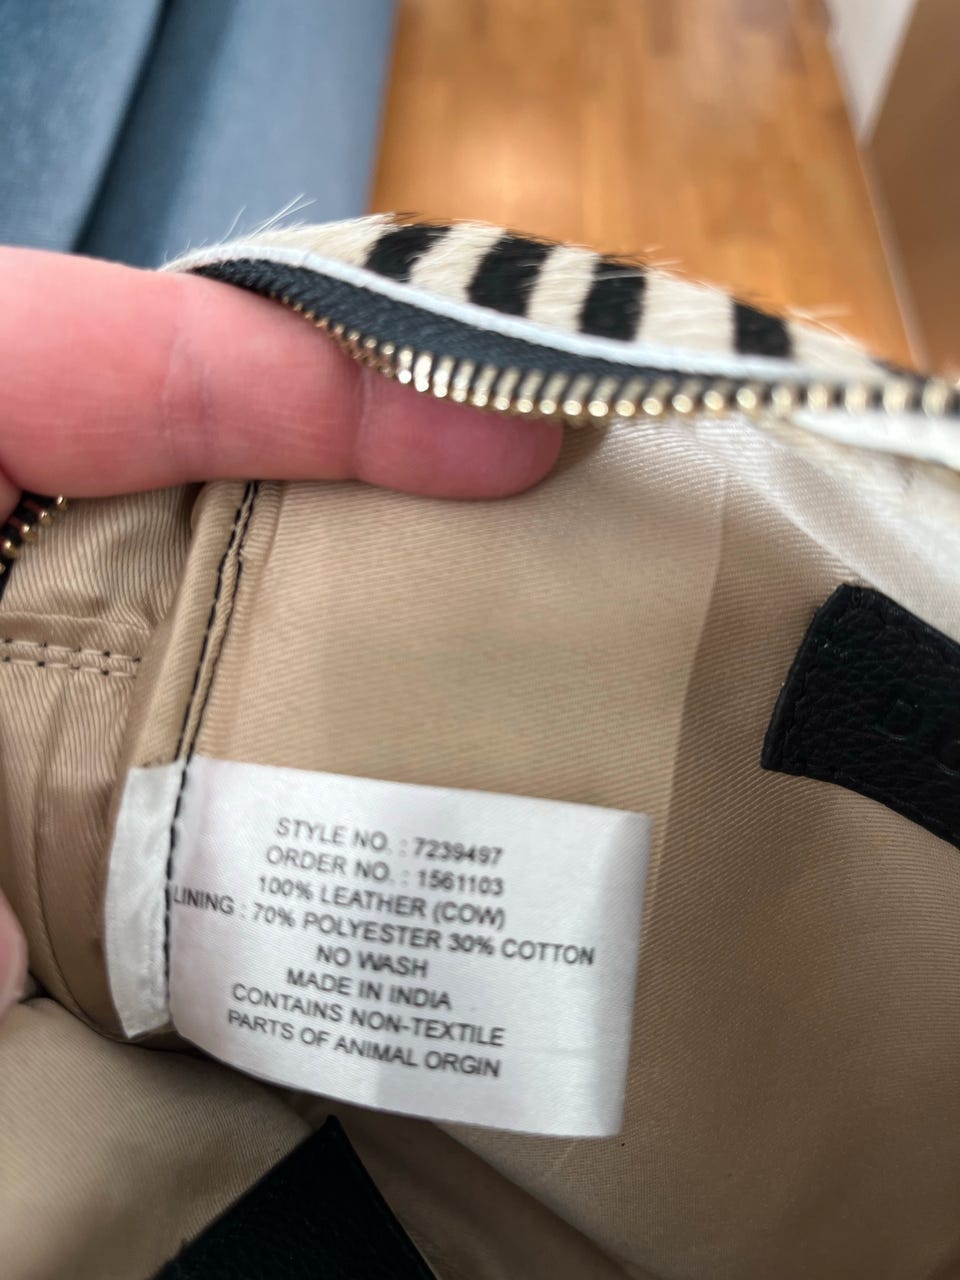 STYLE NO. : 7239497
ORDER NO. : 1561103
100% LEATHER (COW)
LINING : 70% POLYESTER 30% COTTON
NO WASH
MADE IN INDIA
CONTAINS NON-TEXTILE
PARTS OF ANIMAL ORGIN